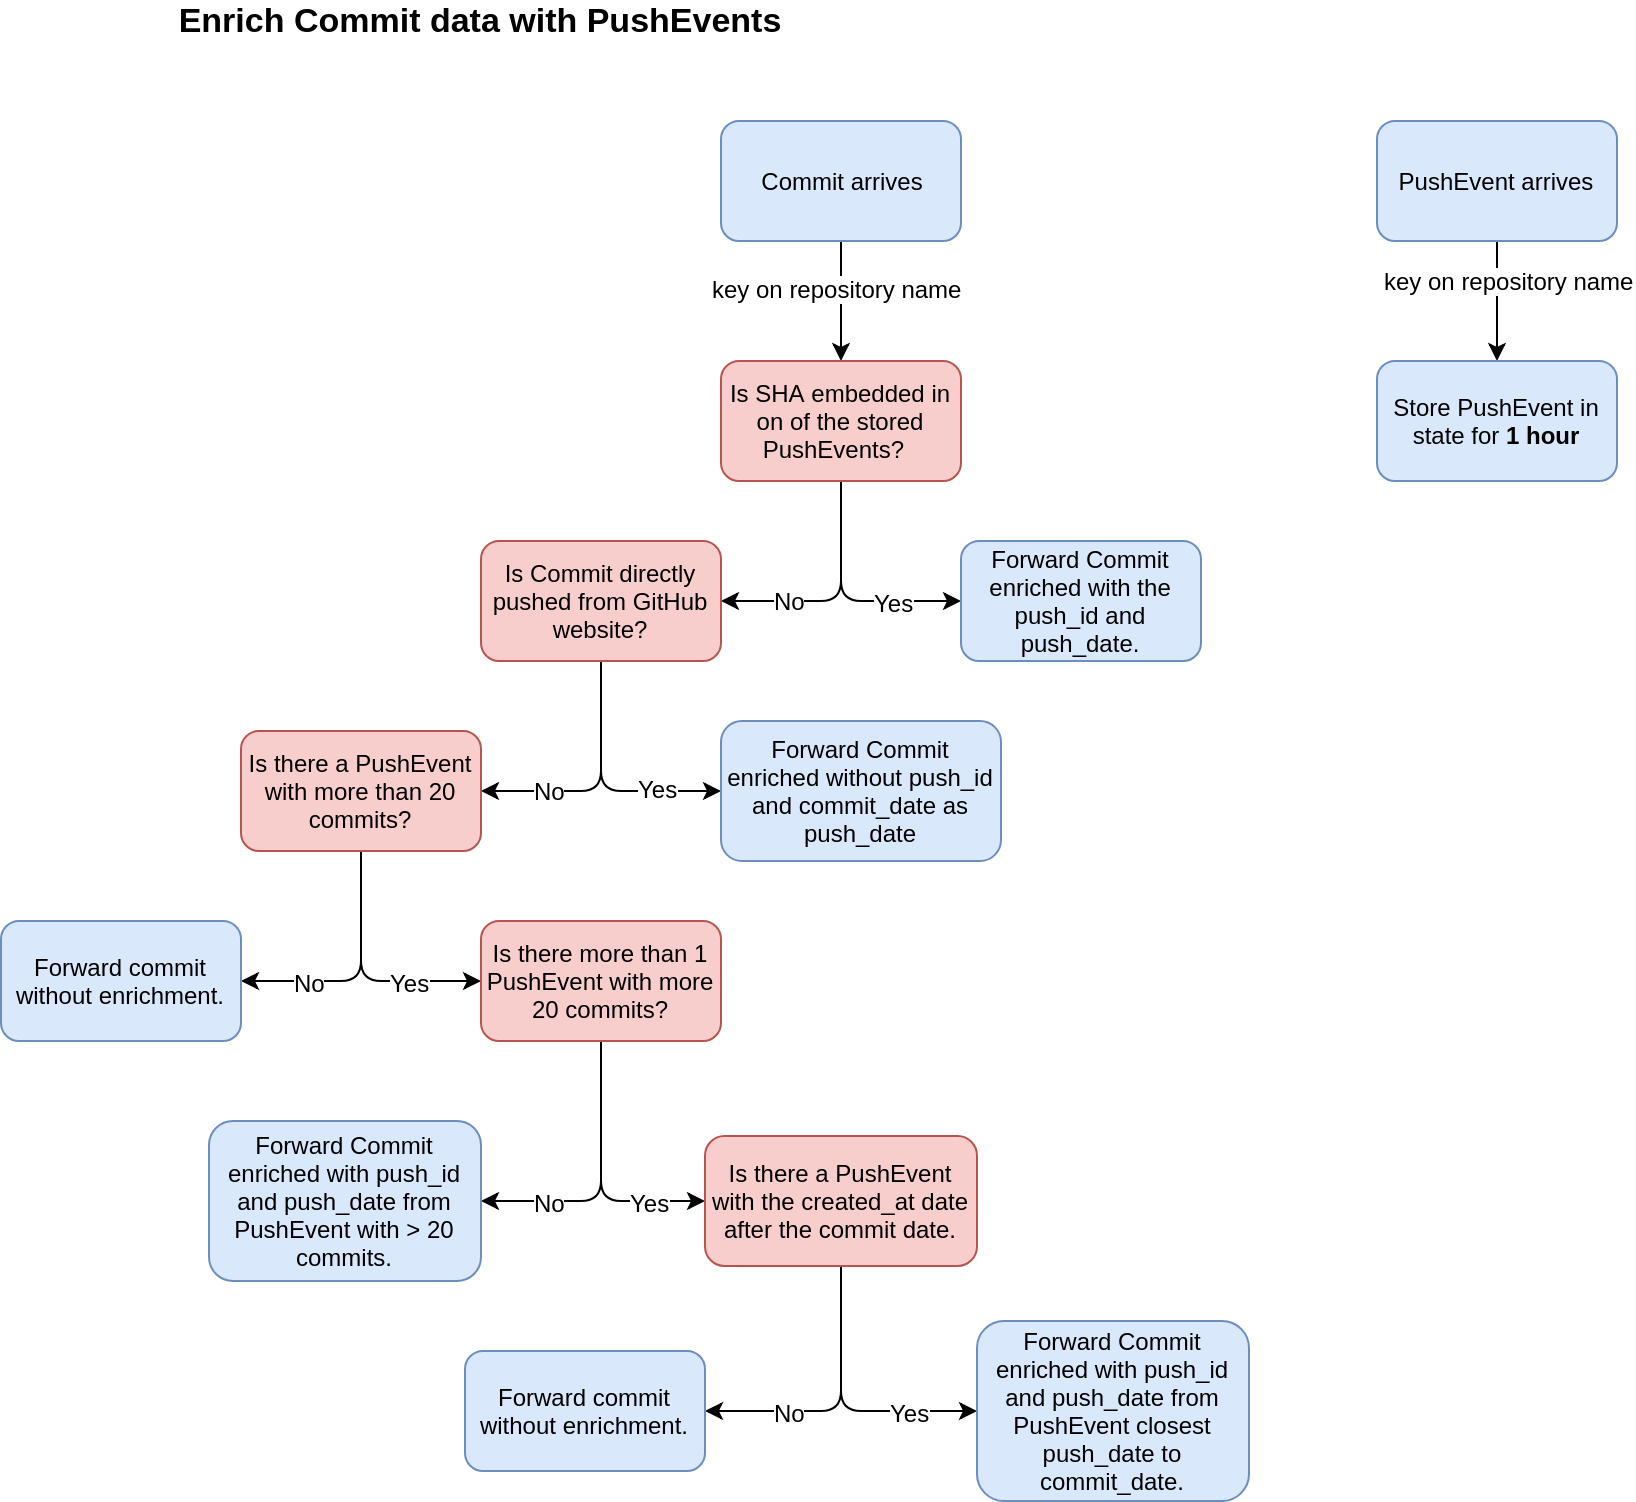 Enrich Commit data with PushEvents
Commit arrives
PushEvent arrives
key on repository name
key on repository name
Is SHA embedded in
on of the stored
PushEvents?
Store PushEvent in
state for 1 hour
Is Commit directly
pushed from GitHub
website?
No
Yes
Forward Commit
enriched with the
push_id and
push_date.
Is there a PushEvent
with more than 20
commits?
No
Yes
Forward Commit
enriched without push_id
and commit_date as
push_date
Forward commit
without enrichment.
No
Yes
Is there more than 1
PushEvent with more
20 commits?
Forward Commit
enriched with push_id
and push_date from
PushEvent with > 20
commits.
No
Yes
Is there a PushEvent
with the created_at date
after the commit date.
Forward commit
without enrichment.
No
Yes
Forward Commit
enriched with push_id
and push_date from
PushEvent closest
push_date to
commit_date.